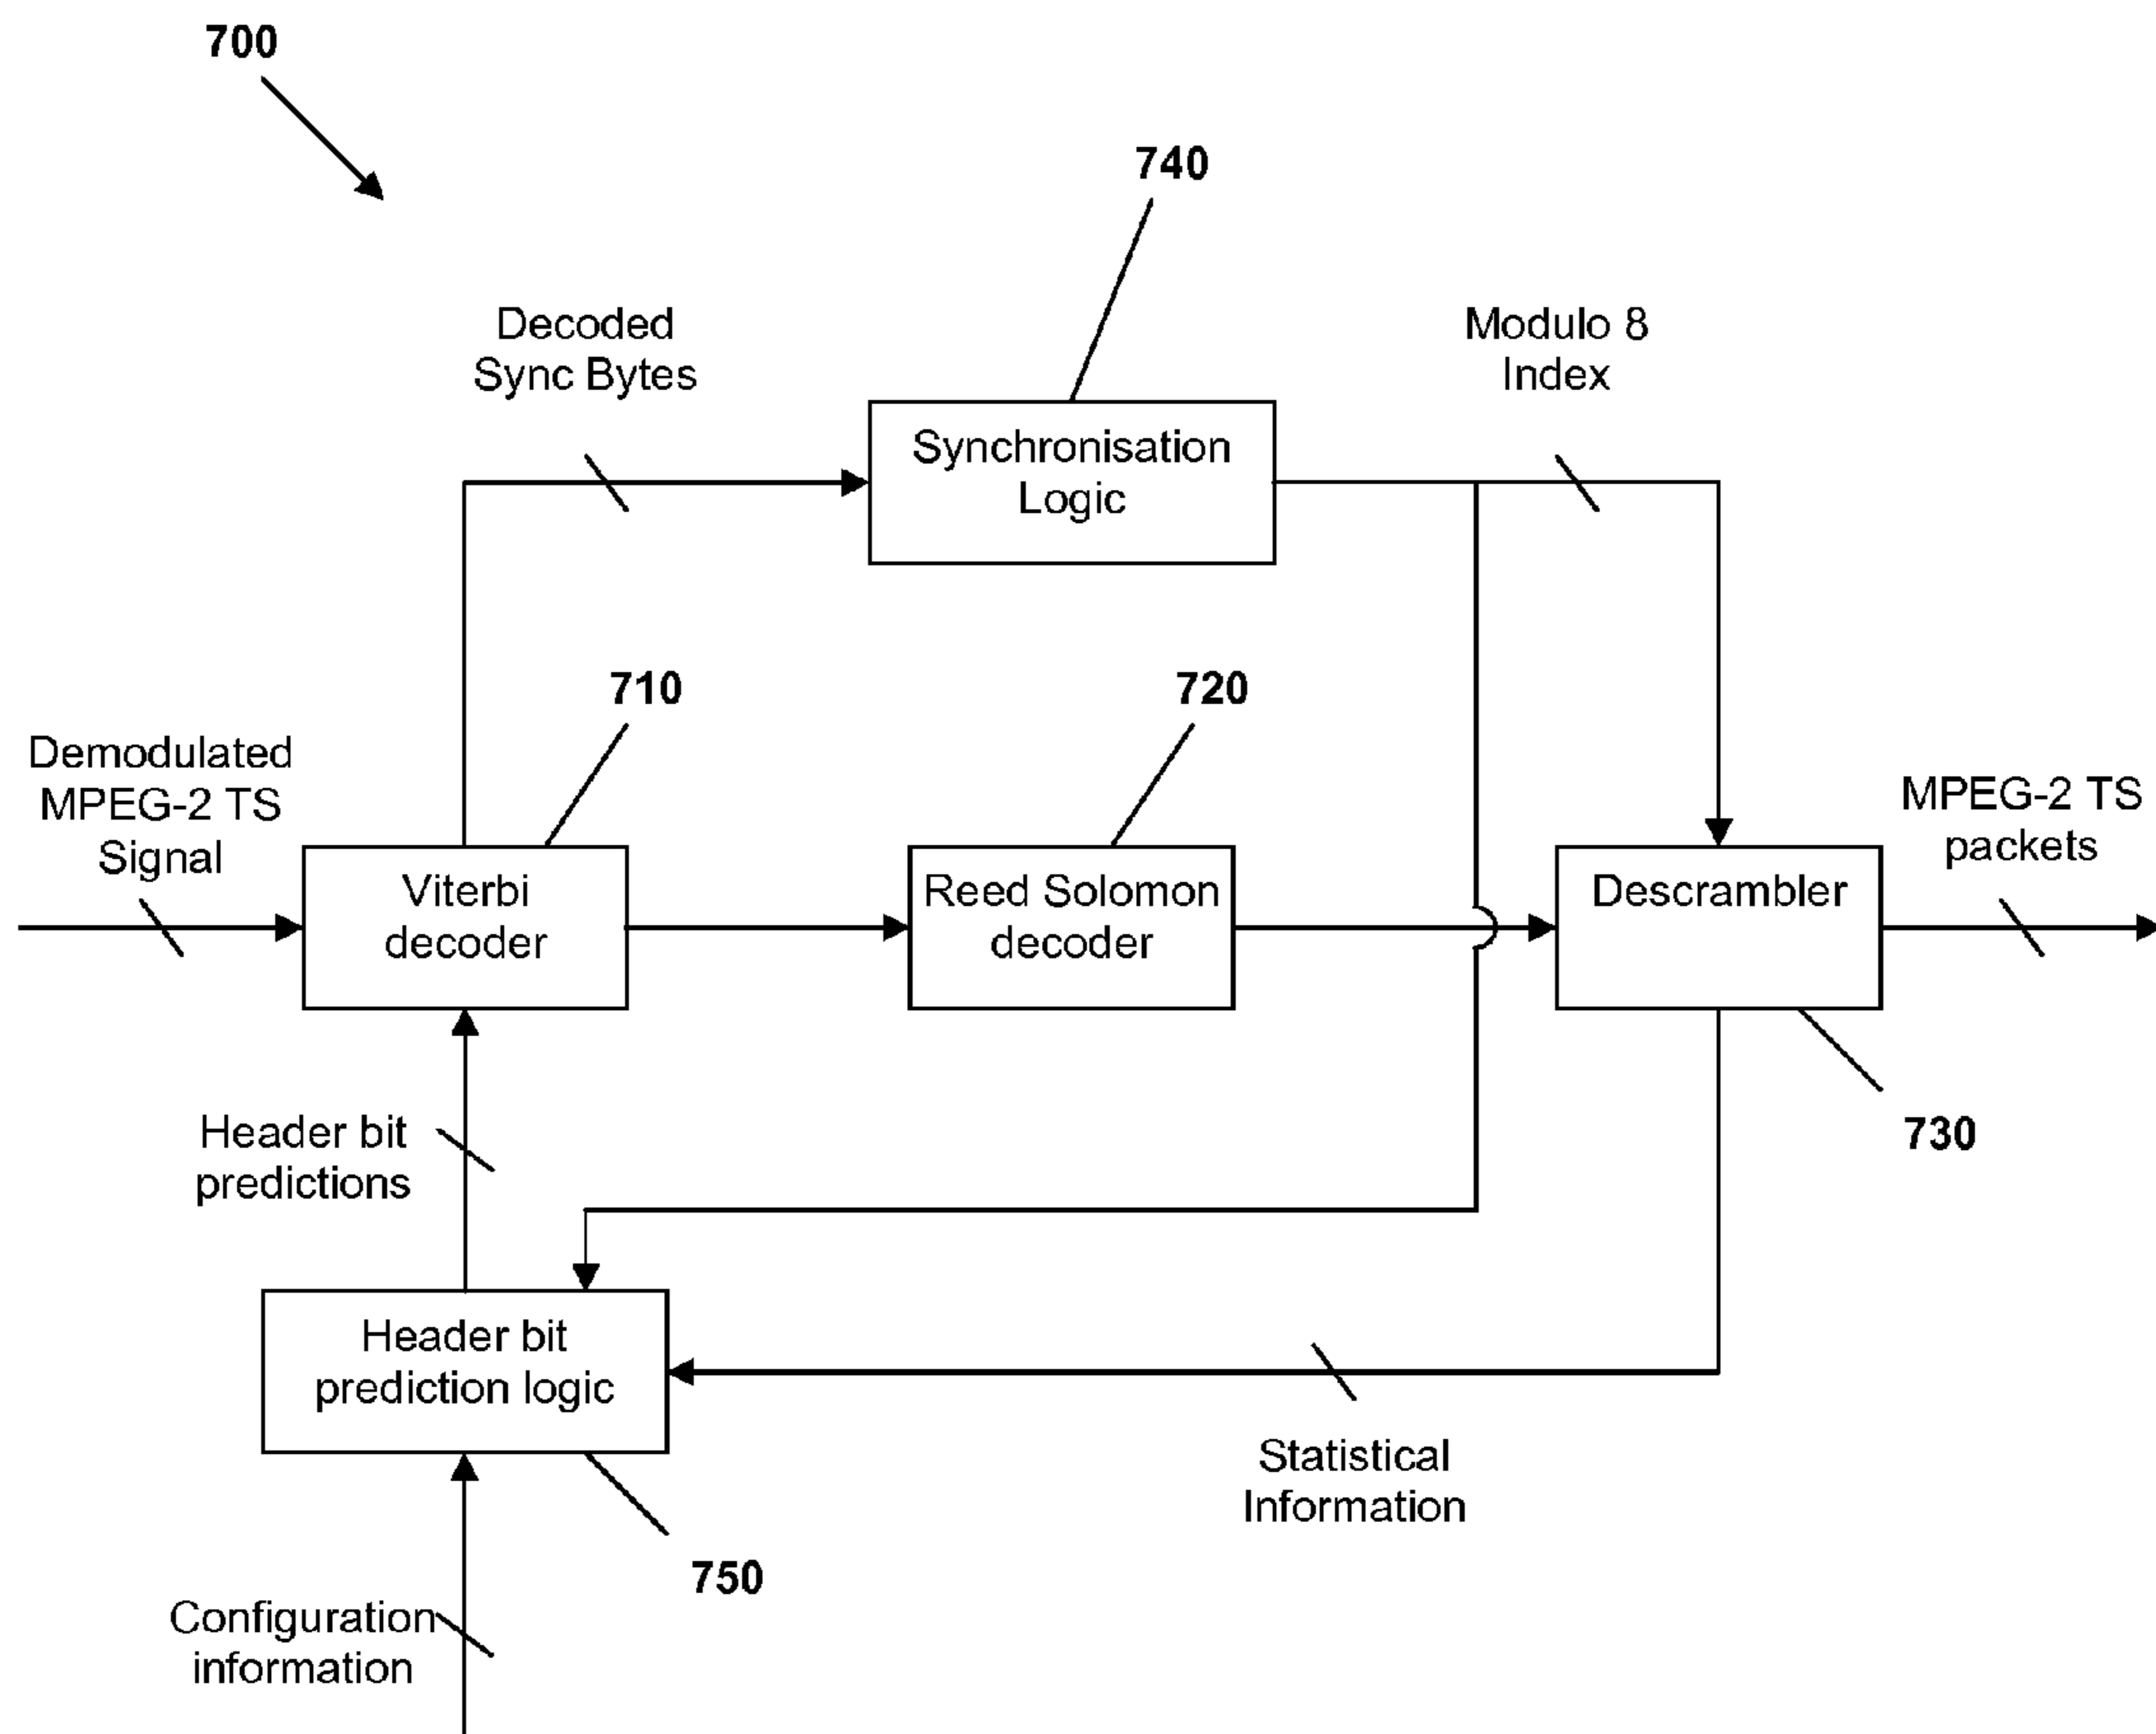 700
740
Decoded
Sync Bytes
Modulo 8
Index
Synchronisation
Logic
710
720
Demodulated
MPEG-2 TS
Signal
MPEG-2 TS
packets
Viterbi
decoder
Reed Solomon
decoder
Descrambler
730
Header bit
predictions
Header bit
prediction logic
Statistical
Information
750
Configuration
information